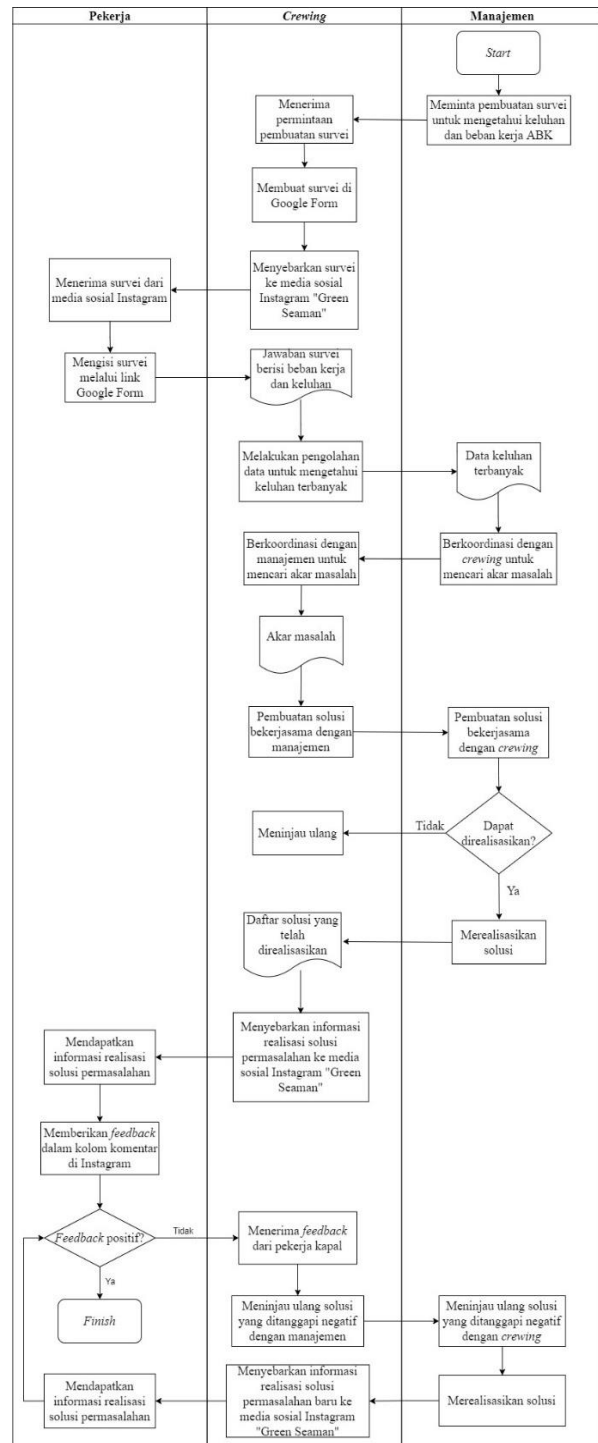 Pekerja
Crewing
Manajemen
Start
Meminta pembuatan survei
untuk mengetahui keluhan
dan beban kerja ABK
Menerima
permintaan
pembuatan survei
Membuat survei di
Google Form
Menyebarkan survei
ke media sosial
Instagram "Green
Seaman"
Menerima survei dari
media sosial Instagram
Mengisi survei
melalui link
Google Form
Jawaban survei
berisi beban kerja
dan keluhan
Melakukan pengolahan
data untuk mengetahui
keluhan terbanyak
Data keluhan
terbanyak
Berkoordinasi dengan
crewing untuk
mencari akar masalah
Berkoordinasi dengan
manajemen untuk
mencari akar masalah
Akar masalah
Pembuatan solusi
bekerjasama dengan
manajemen
Pembuatan solusi
bekerjasama
dengan crewing
Dapat
direalisasikan?
Tidak
Meninjau ulang
Ya
Merealisasikan
solusi
Daftar solusi yang
telah
direalisasikan
Menyebarkan informasi
realisasi solusi
permasalahan ke media
sosial Instagram "Green
Seaman"
Mendapatkan
informasi realisasi
solusi permasalahan
Memberikan feedback
dalam kolom komentar
di Instagram
Feedback positif?
Tidak
Ya
Finish
Menerima feedback
dari pekerja kapal
Meninjau ulang solusi
yang ditanggapi negatif
dengan manajemen
Meninjau ulang solusi
yang ditanggapi negatif
dengan crewing
Merealisasikan solusi
Menyebarkan informasi
realisasi solusi
permasalahan baru ke
media sosial Instagram
"Green Seaman"
Mendapatkan
informasi realisasi
solusi permasalahan